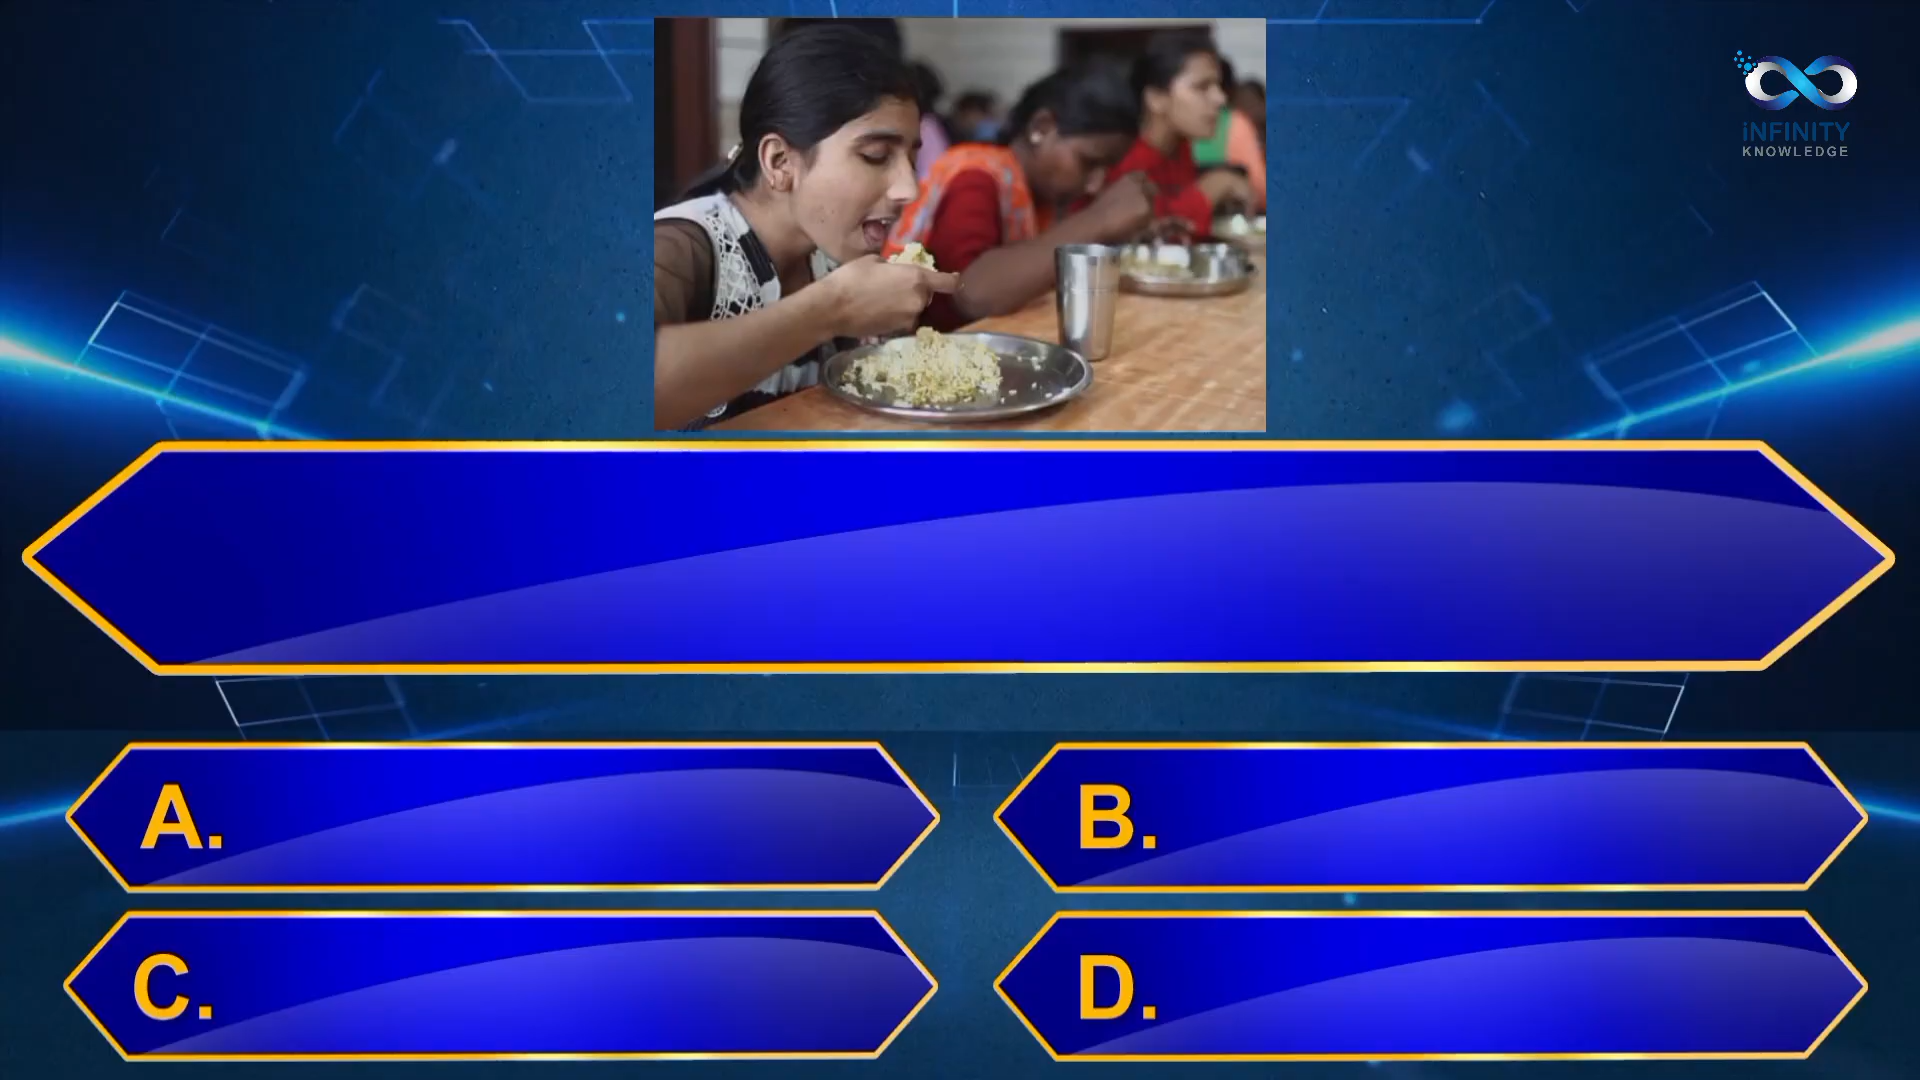 iNFINITY
KNOWLEDGE
A.
B.
C.
D.